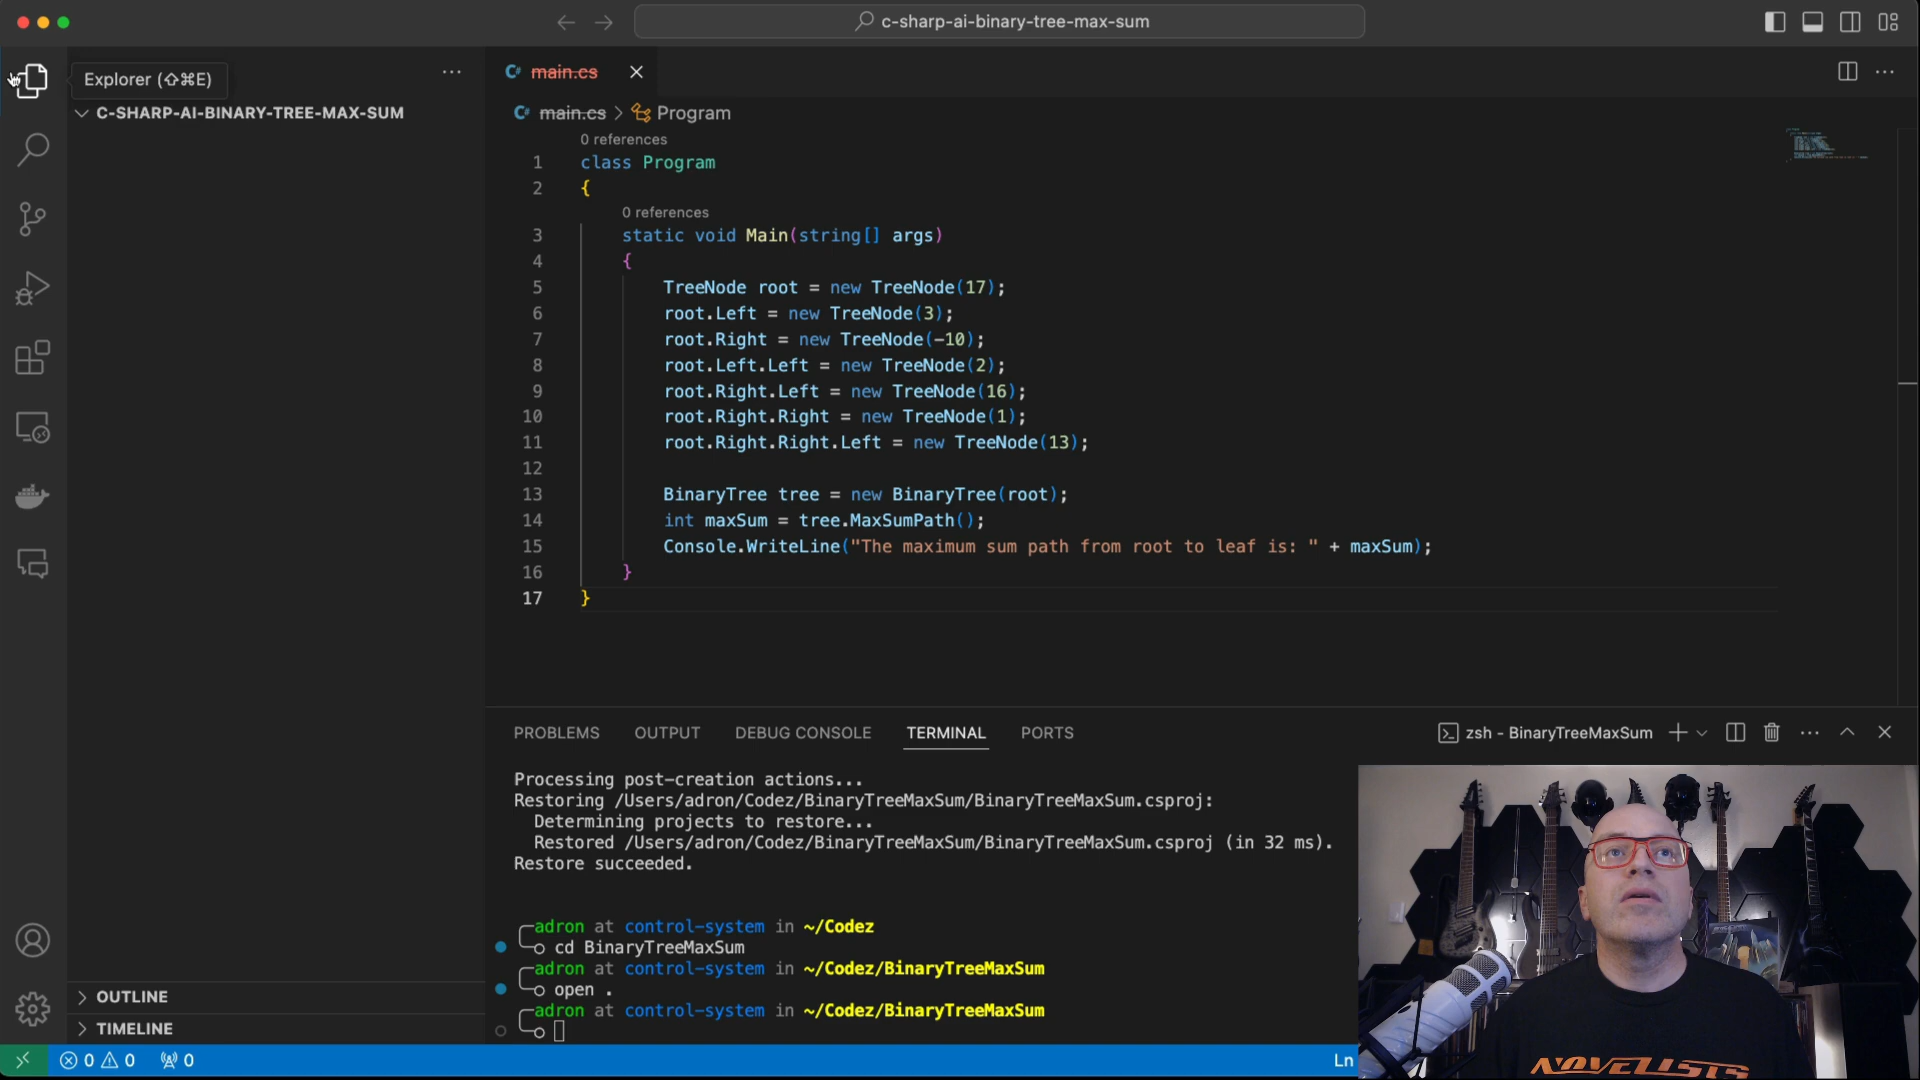 c-sharp-ai-binary-tree-max-sum
Explorer (⇧⌘E)
C-SHARP-AI-BINARY-TREE-MAX-SUM
main.cs
main.cs > Program
0 references
1 class Program
2 {
0 references
3 static void Main(string[] args)
4 {
5 TreeNode root = new TreeNode(17);
6 root.Left = new TreeNode(3);
7 root.Right = new TreeNode(-10);
8 root.Left.Left = new TreeNode(2);
9 root.Right.Left = new TreeNode(16);
10 root.Right.Right = new TreeNode(1);
11 root.Right.Right.Left = new TreeNode(13);
12
13 BinaryTree tree = new BinaryTree(root);
14 int maxSum = tree.MaxSumPath();
15 Console.WriteLine("The maximum sum path from root to leaf is: " + maxSum);
16 }
17 }
PROBLEMS OUTPUT DEBUG CONSOLE TERMINAL PORTS
zsh - BinaryTreeMaxSum
Processing post-creation actions...
Restoring /Users/adron/Codez/BinaryTreeMaxSum/BinaryTreeMaxSum.csproj:
Determining projects to restore...
Restored /Users/adron/Codez/BinaryTreeMaxSum/BinaryTreeMaxSum.csproj (in 32 ms).
Restore succeeded.
adron at control-system in ~/Codez
cd BinaryTreeMaxSum
adron at control-system in ~/Codez/BinaryTreeMaxSum
open .
adron at control-system in ~/Codez/BinaryTreeMaxSum
OUTLINE
TIMELINE
0 0 0
Ln
NOVELISTS